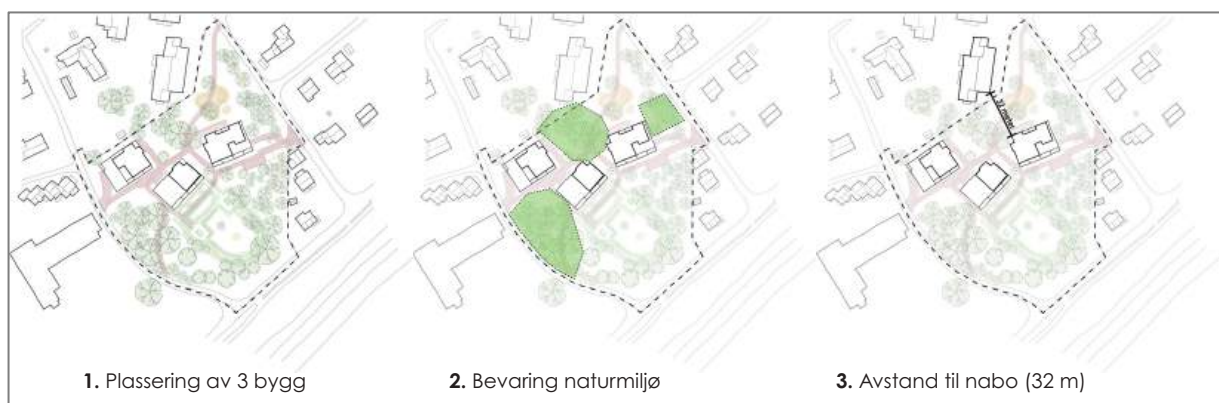 1. Plassering av 3 bygg
2. Bevaring naturmiljø
3. Avstand til nabo (32 m)